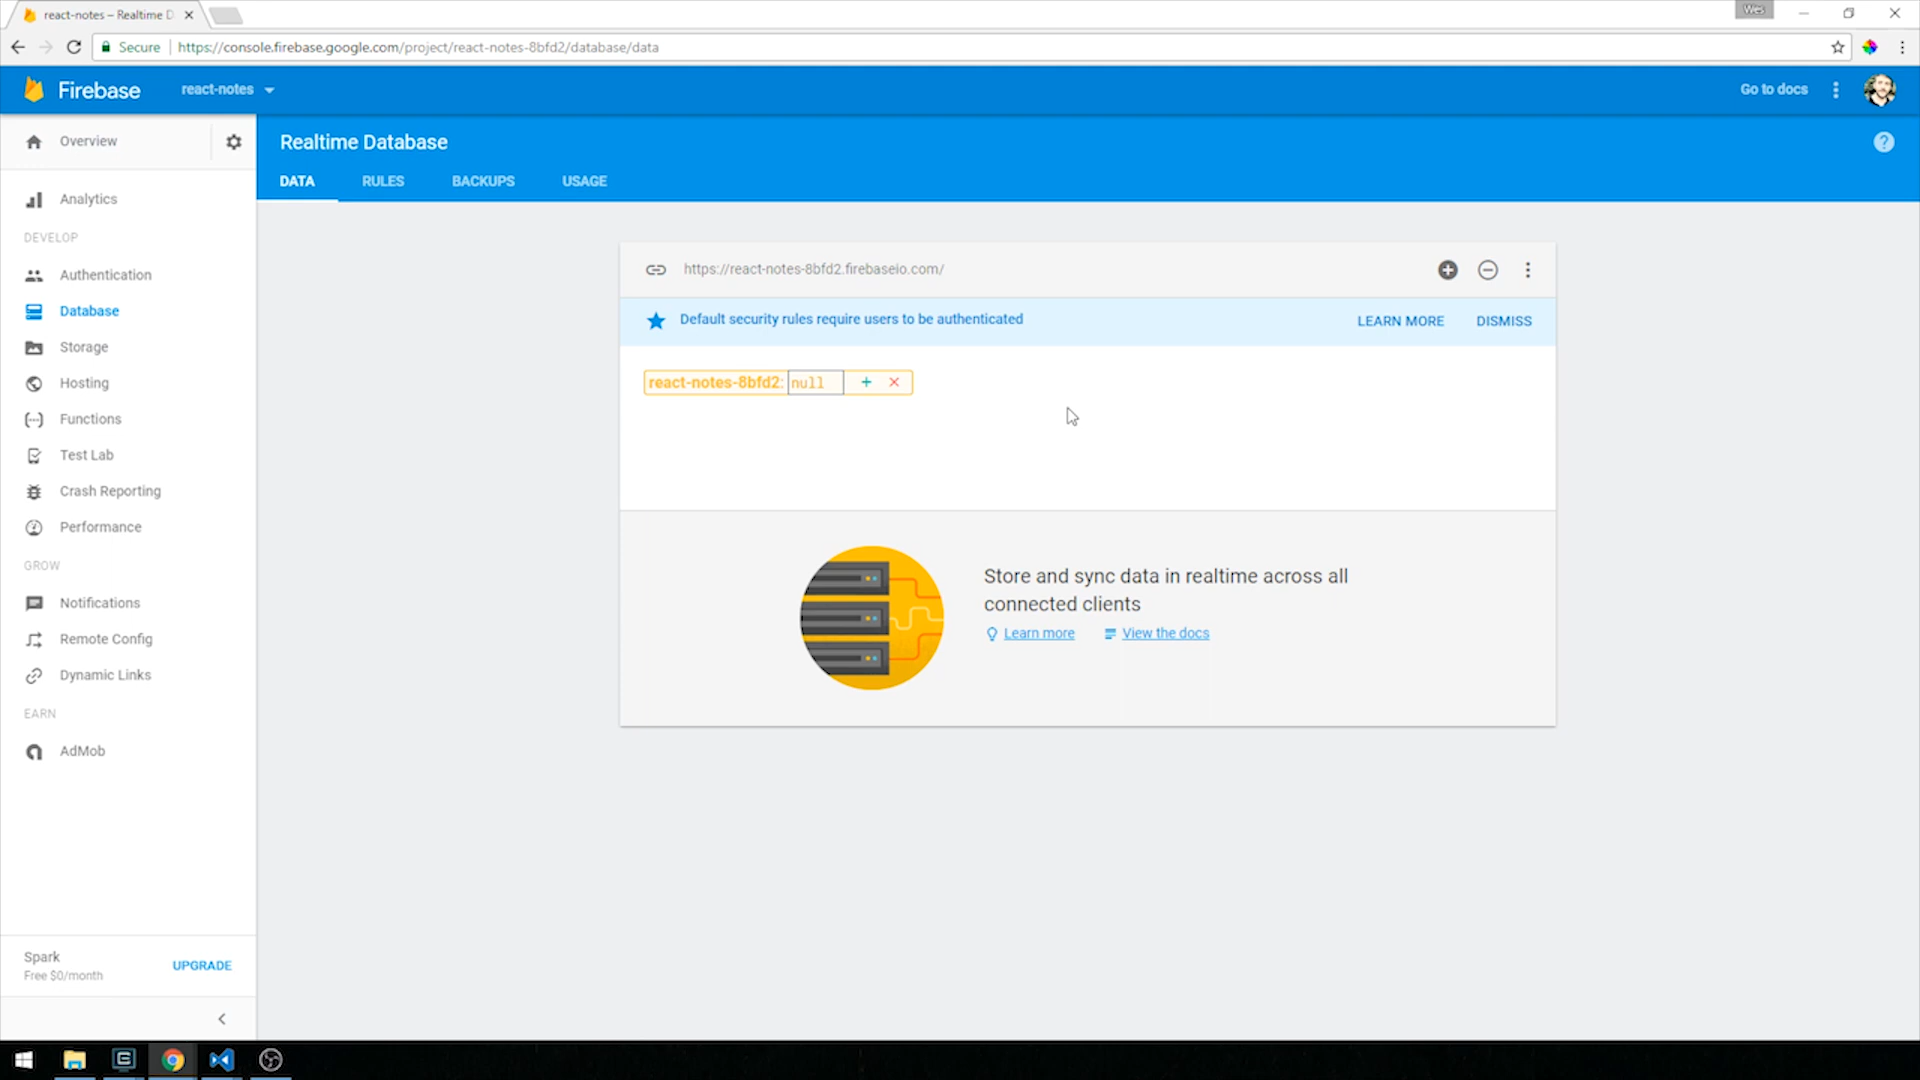 react-notes – Realtime D
Wes
Secure
https://console.firebase.google.com/project/react-notes-8bfd2/database/data
Firebase
react-notes
Go to docs
Overview
Realtime Database
DATA
RULES
BACKUPS
USAGE
Analytics
DEVELOP
Authentication
Database
Storage
Hosting
Functions
Test Lab
Crash Reporting
Performance
GROW
Notifications
Remote Config
Dynamic Links
EARN
AdMob
Spark
Free $0/month
UPGRADE
https://react-notes-8bfd2.firebaseio.com/
Default security rules require users to be authenticated
LEARN MORE
DISMISS
react-notes-8bfd2: null
Store and sync data in realtime across all
connected clients
Learn more
View the docs